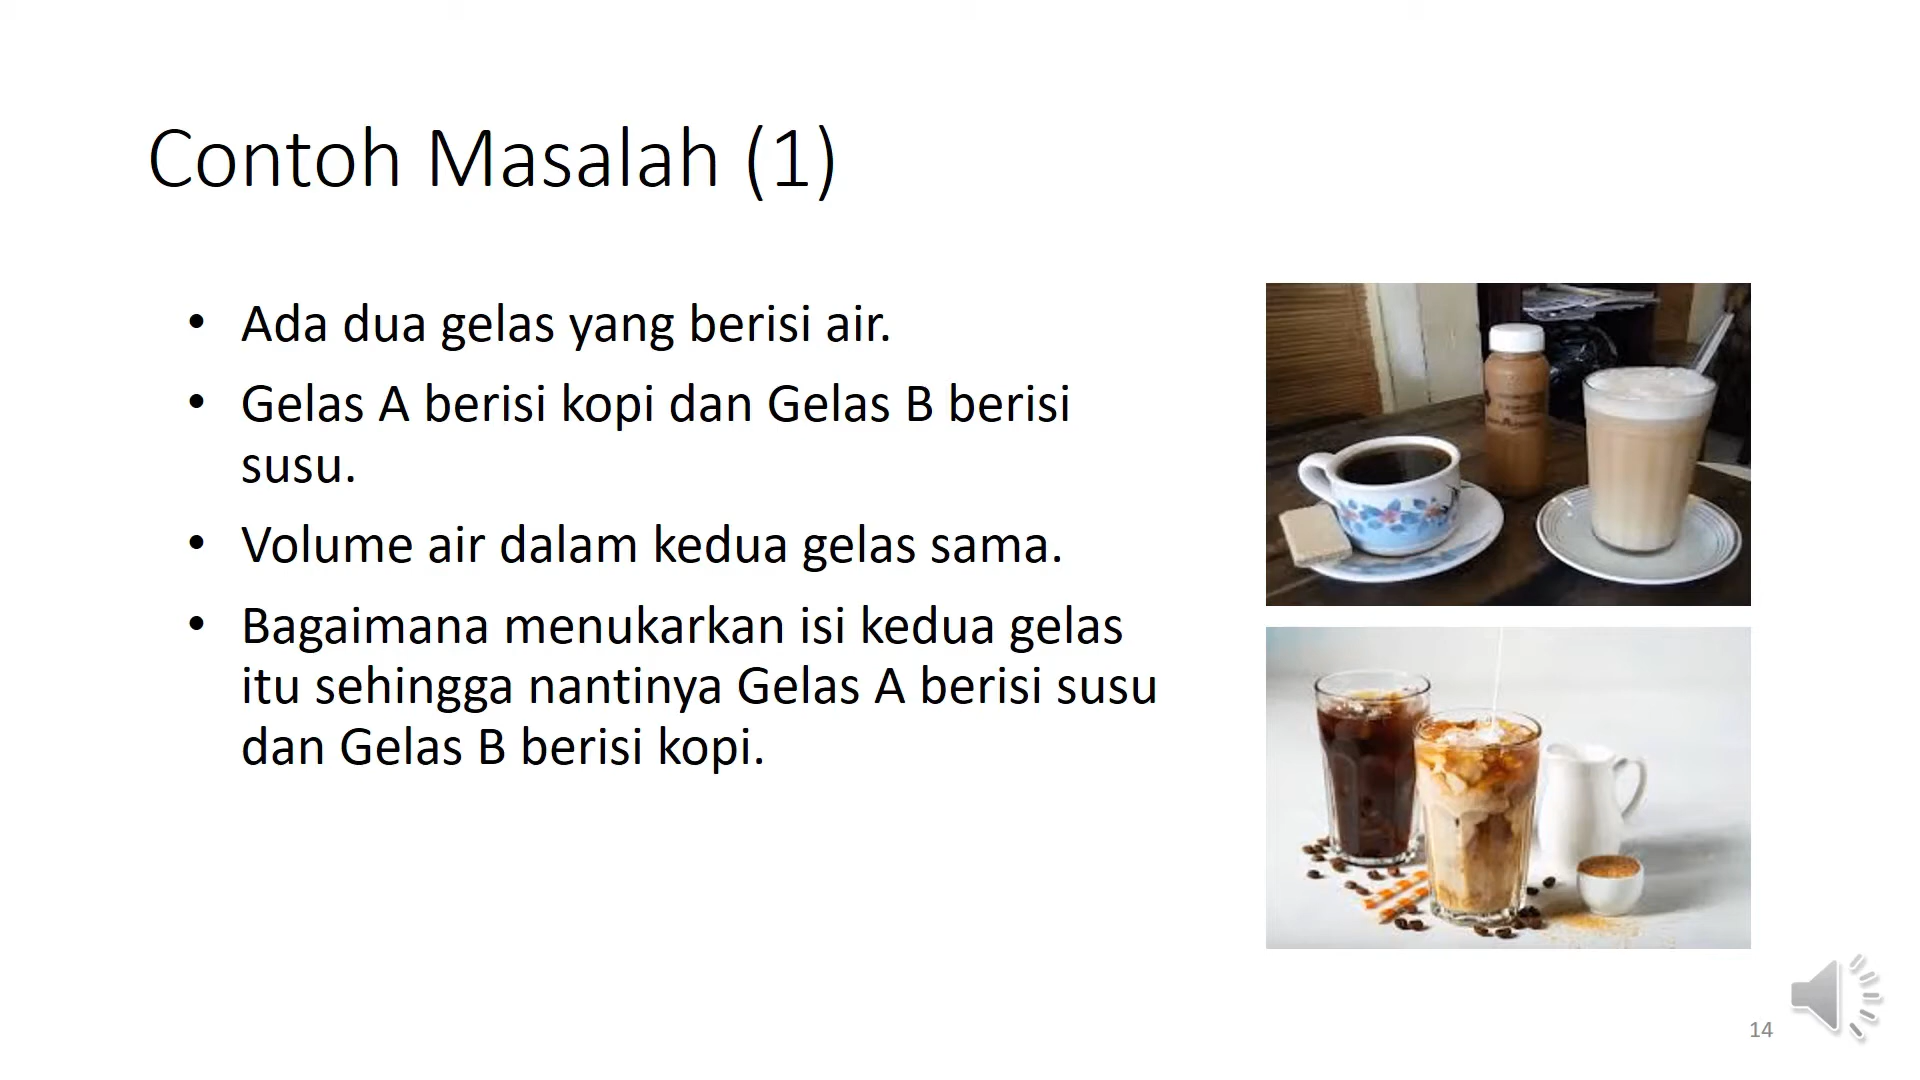 Contoh Masalah (1)
• Ada dua gelas yang berisi air.
• Gelas A berisi kopi dan Gelas B berisi
susu.
• Volume air dalam kedua gelas sama.
• Bagaimana menukarkan isi kedua gelas
itu sehingga nantinya Gelas A berisi susu
dan Gelas B berisi kopi.
14